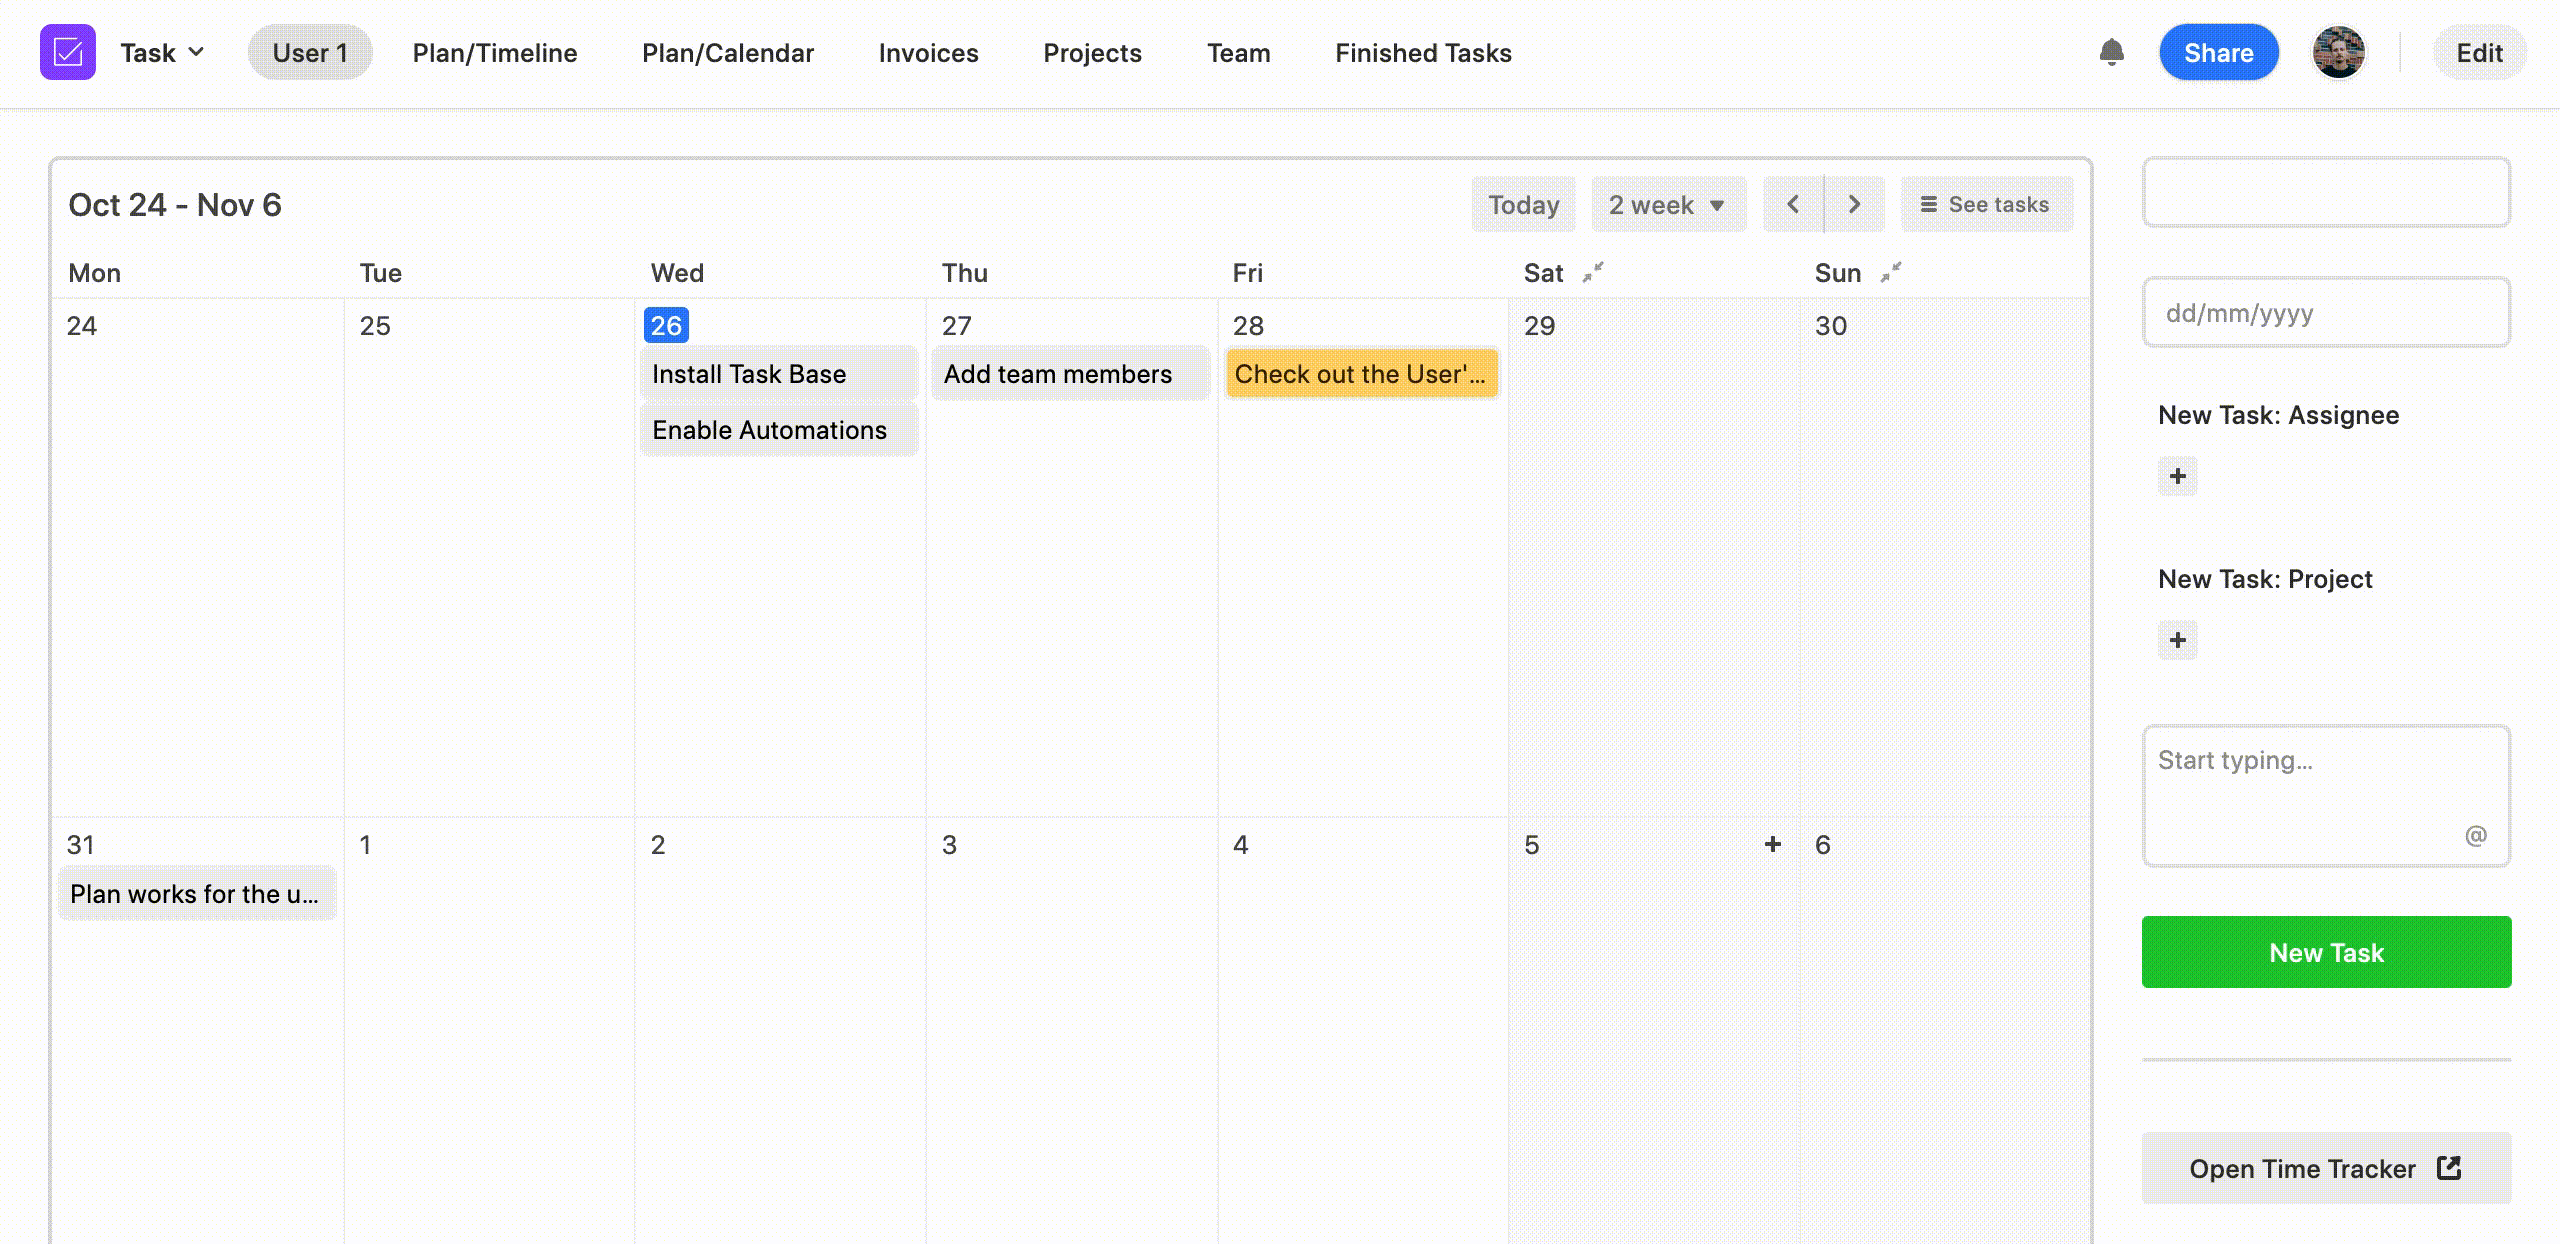 Task User 1 Plan/Timeline Plan/Calendar Invoices Projects Team Finished Tasks Share Edit
Oct 24 - Nov 6 Today 2 week See tasks
Mon Tue Wed Thu Fri Sat Sun
24 25 26 27 28 29 30
Install Task Base Add team members Check out the User'...
Enable Automations
31 1 2 3 4 5 + 6
Plan works for the u...
dd/mm/yyyy
New Task: Assignee
+
New Task: Project
+
Start typing...
@
New Task
Open Time Tracker